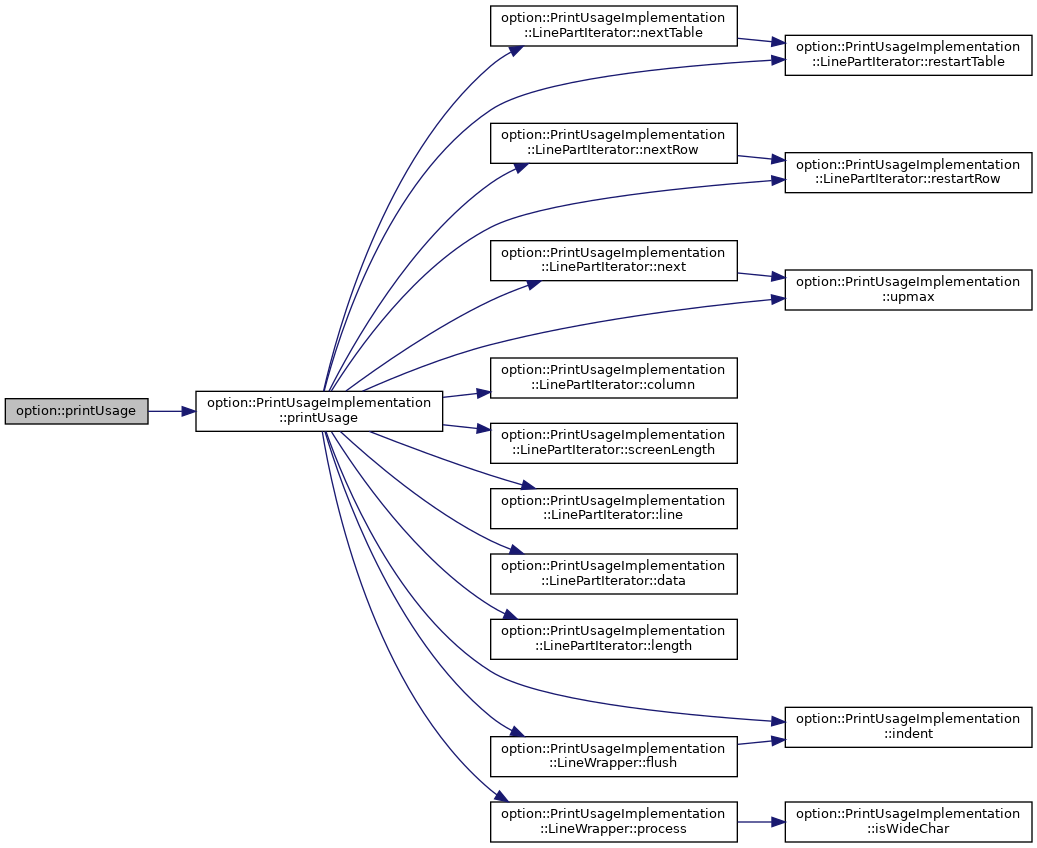 option::printUsage
option::PrintUsageImplementation
::printUsage
option::PrintUsageImplementation
::LinePartIterator::nextTable
option::PrintUsageImplementation
::LinePartIterator::restartTable
option::PrintUsageImplementation
::LinePartIterator::nextRow
option::PrintUsageImplementation
::LinePartIterator::restartRow
option::PrintUsageImplementation
::LinePartIterator::next
option::PrintUsageImplementation
::upmax
option::PrintUsageImplementation
::LinePartIterator::column
option::PrintUsageImplementation
::LinePartIterator::screenLength
option::PrintUsageImplementation
::LinePartIterator::line
option::PrintUsageImplementation
::LinePartIterator::data
option::PrintUsageImplementation
::LinePartIterator::length
option::PrintUsageImplementation
::indent
option::PrintUsageImplementation
::LineWrapper::flush
option::PrintUsageImplementation
::LineWrapper::process
option::PrintUsageImplementation
::isWideChar